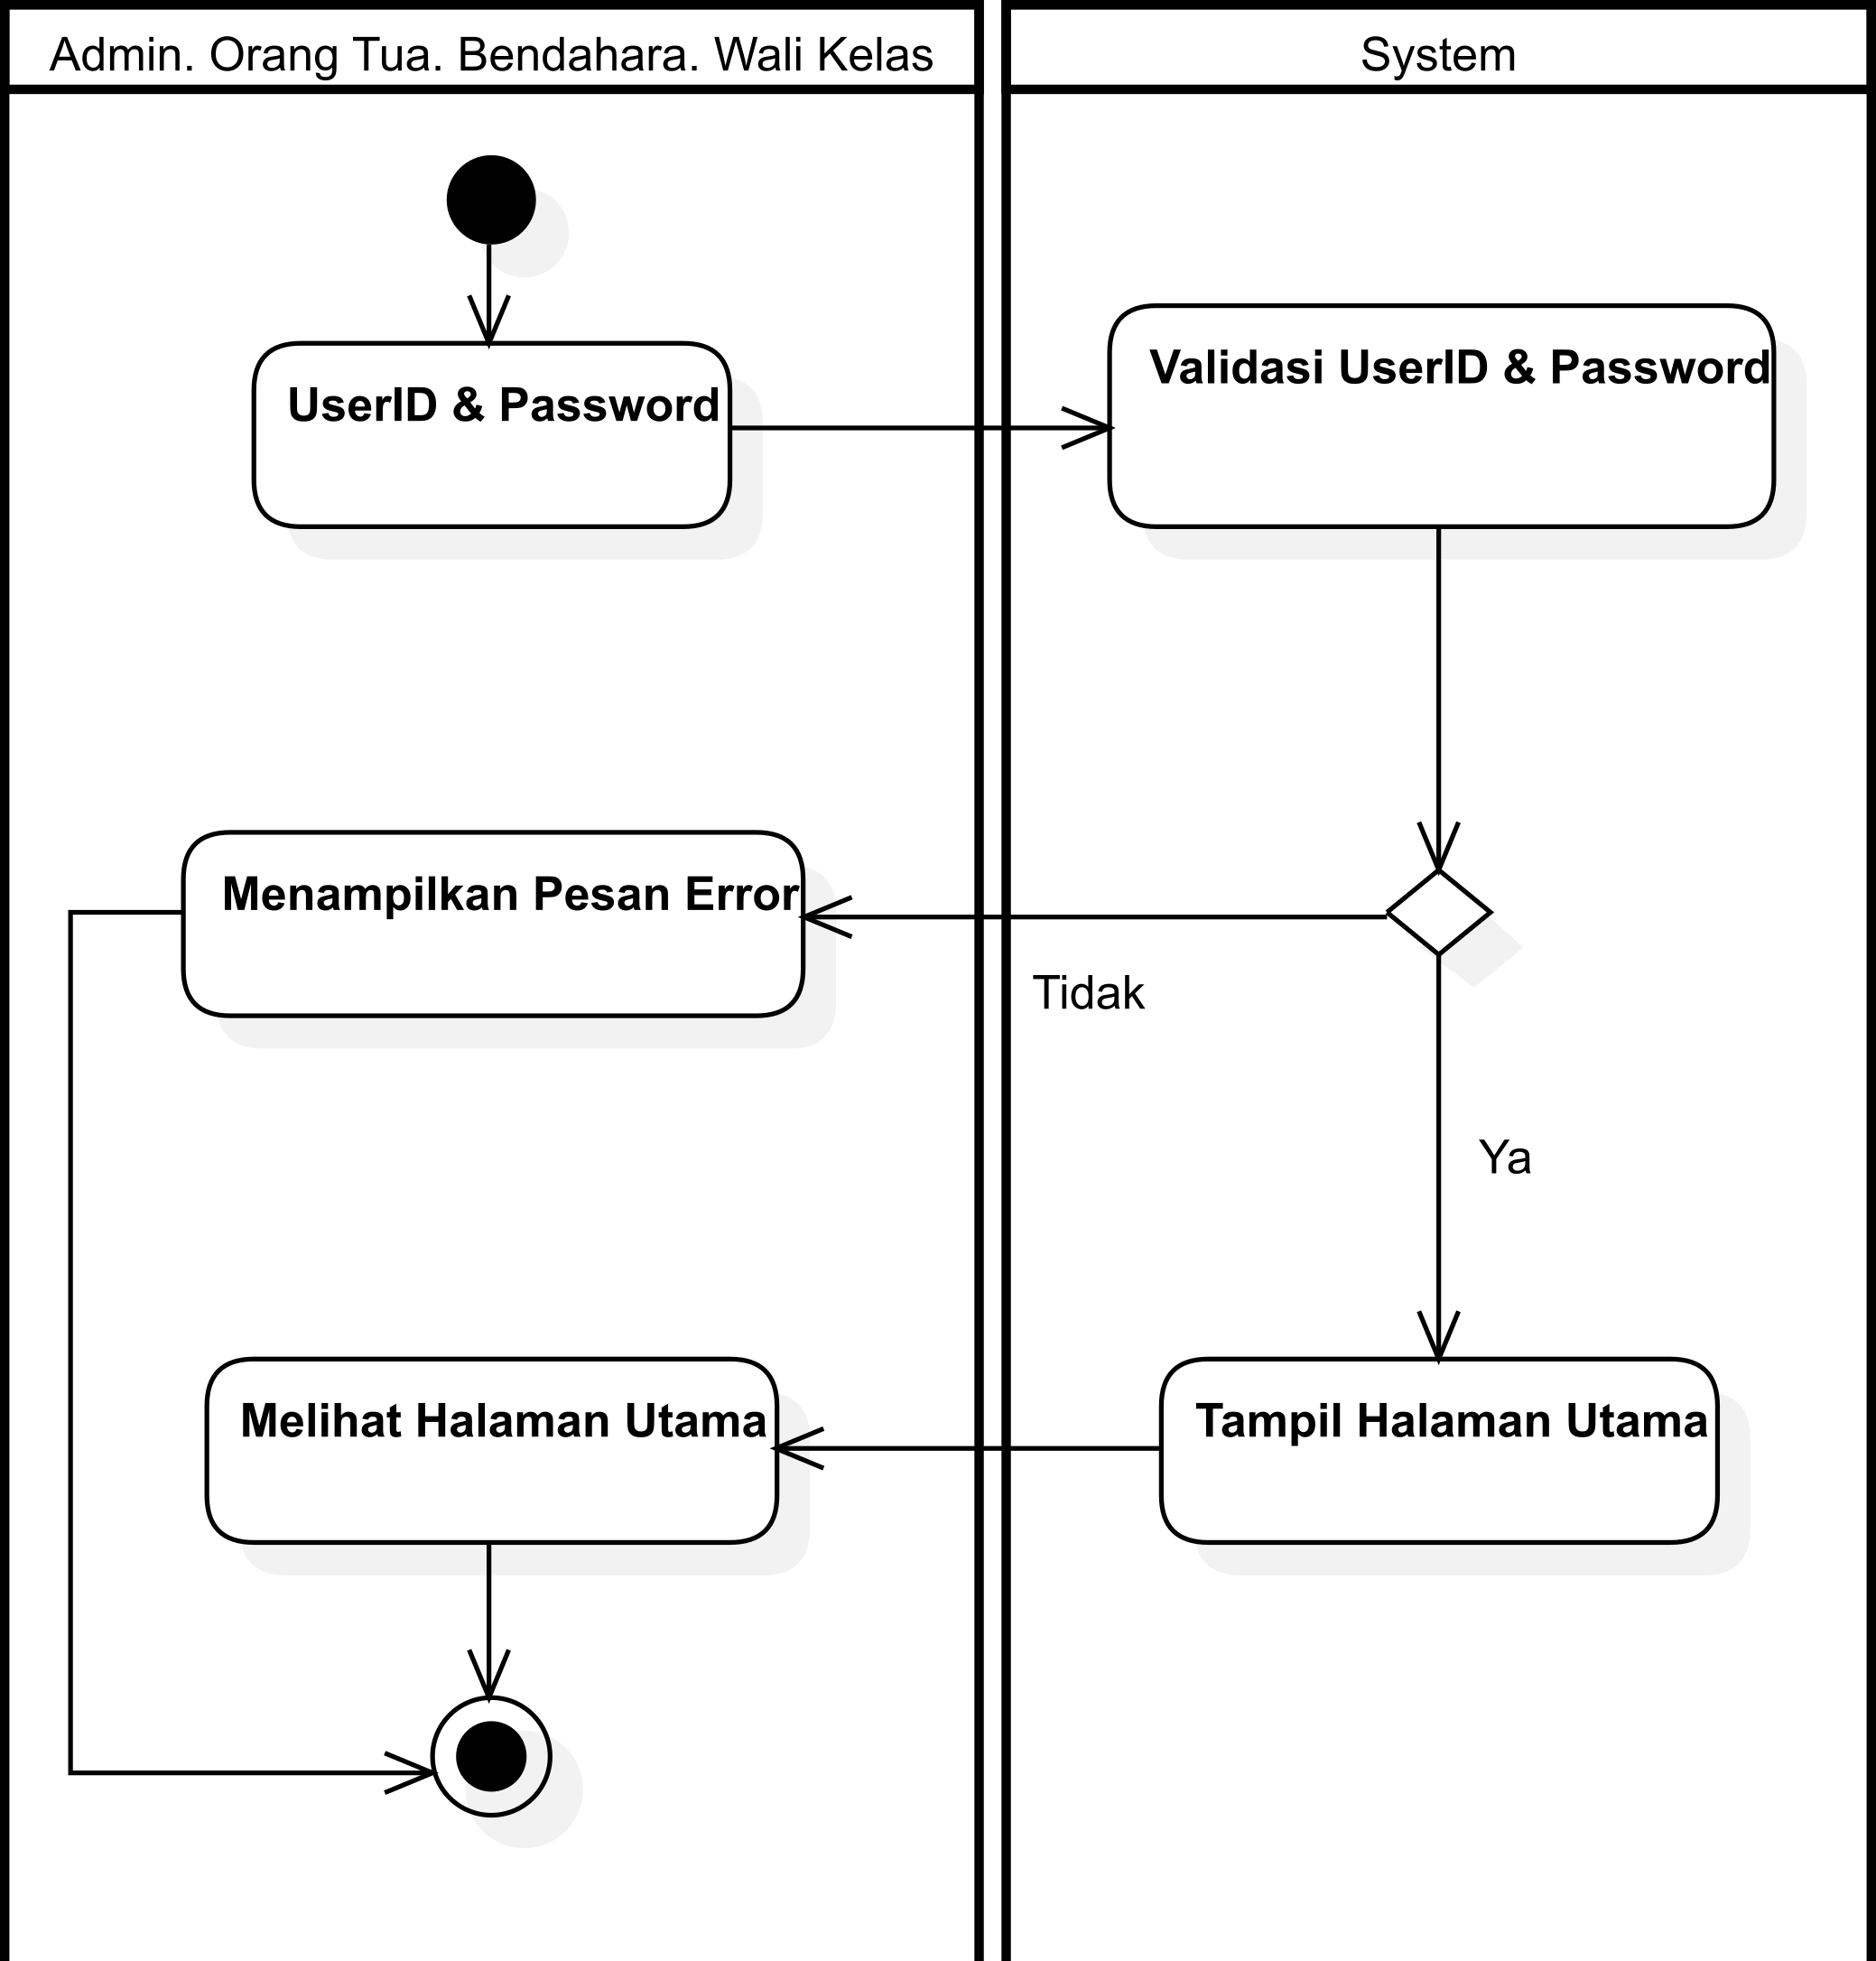 Admin. Orang Tua. Bendahara. Wali Kelas
System
UserID & Password
Validasi UserID & Password
Menampilkan Pesan Error
Tidak
Ya
Melihat Halaman Utama
Tampil Halaman Utama